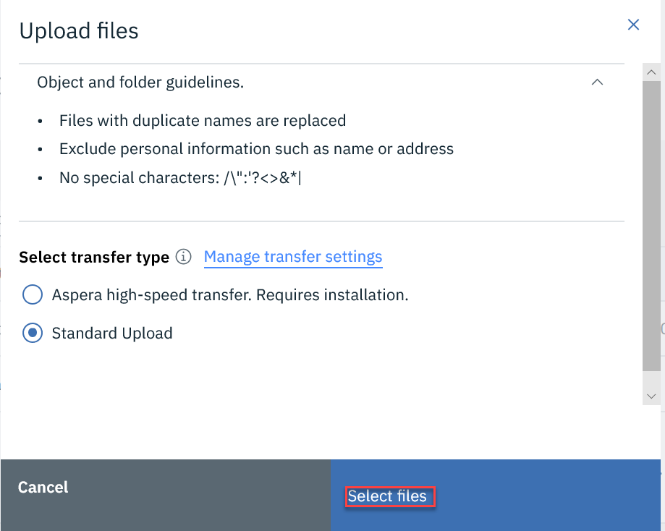 Upload files
Object and folder guidelines.
• Files with duplicate names are replaced
• Exclude personal information such as name or address
• No special characters: /\":'?<>&*|
Select transfer type Manage transfer settings
Aspera high-speed transfer. Requires installation.
Standard Upload
Cancel
Select files